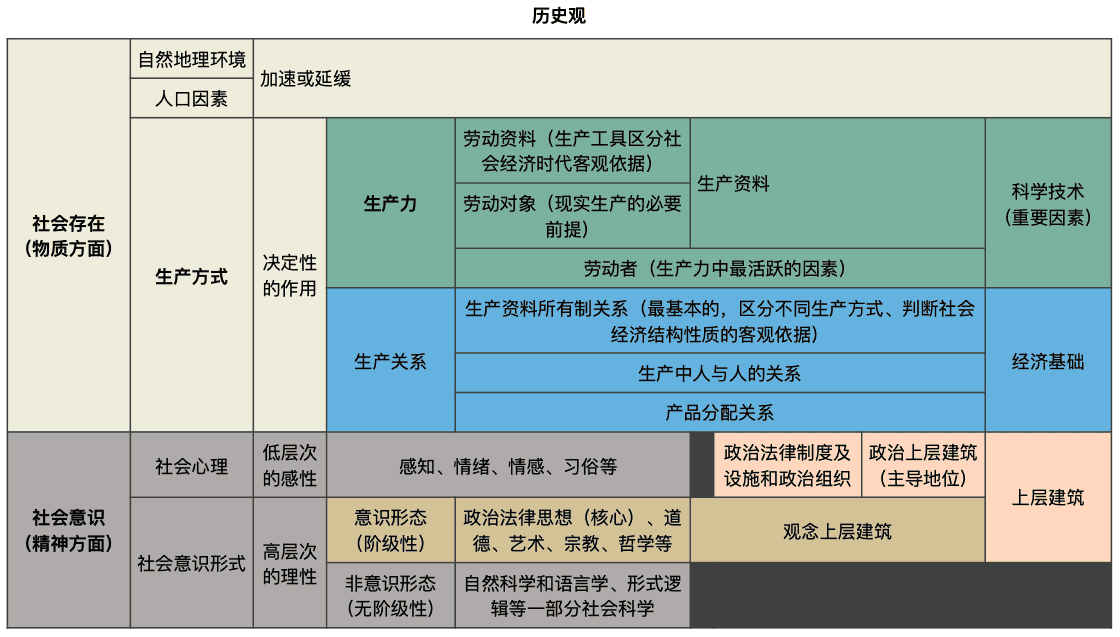 历史观
社会存在
（物质方面）
自然地理环境
人口因素
加速或延缓
生产方式
决定性
的作用
生产力
劳动资料（生产工具区分社
会经济时代客观依据）
劳动对象（现实生产的必要
前提）
生产资料
劳动者（生产力中最活跃的因素）
科学技术
（重要因素）
生产关系
生产资料所有制关系（最基本的，区分不同生产方式、判断社会
经济结构性质的客观依据）
生产中人与人的关系
产品分配关系
经济基础
社会意识
（精神方面）
社会心理
低层次
的感性
感知、情绪、情感、习俗等
政治法律制度及
设施和政治组织
政治上层建筑
（主导地位）
上层建筑
社会意识形式
高层次
的理性
意识形态
（阶级性）
政治法律思想（核心）、道
德、艺术、宗教、哲学等
观念上层建筑
非意识形态
（无阶级性）
自然科学和语言学、形式逻
辑等一部分社会科学